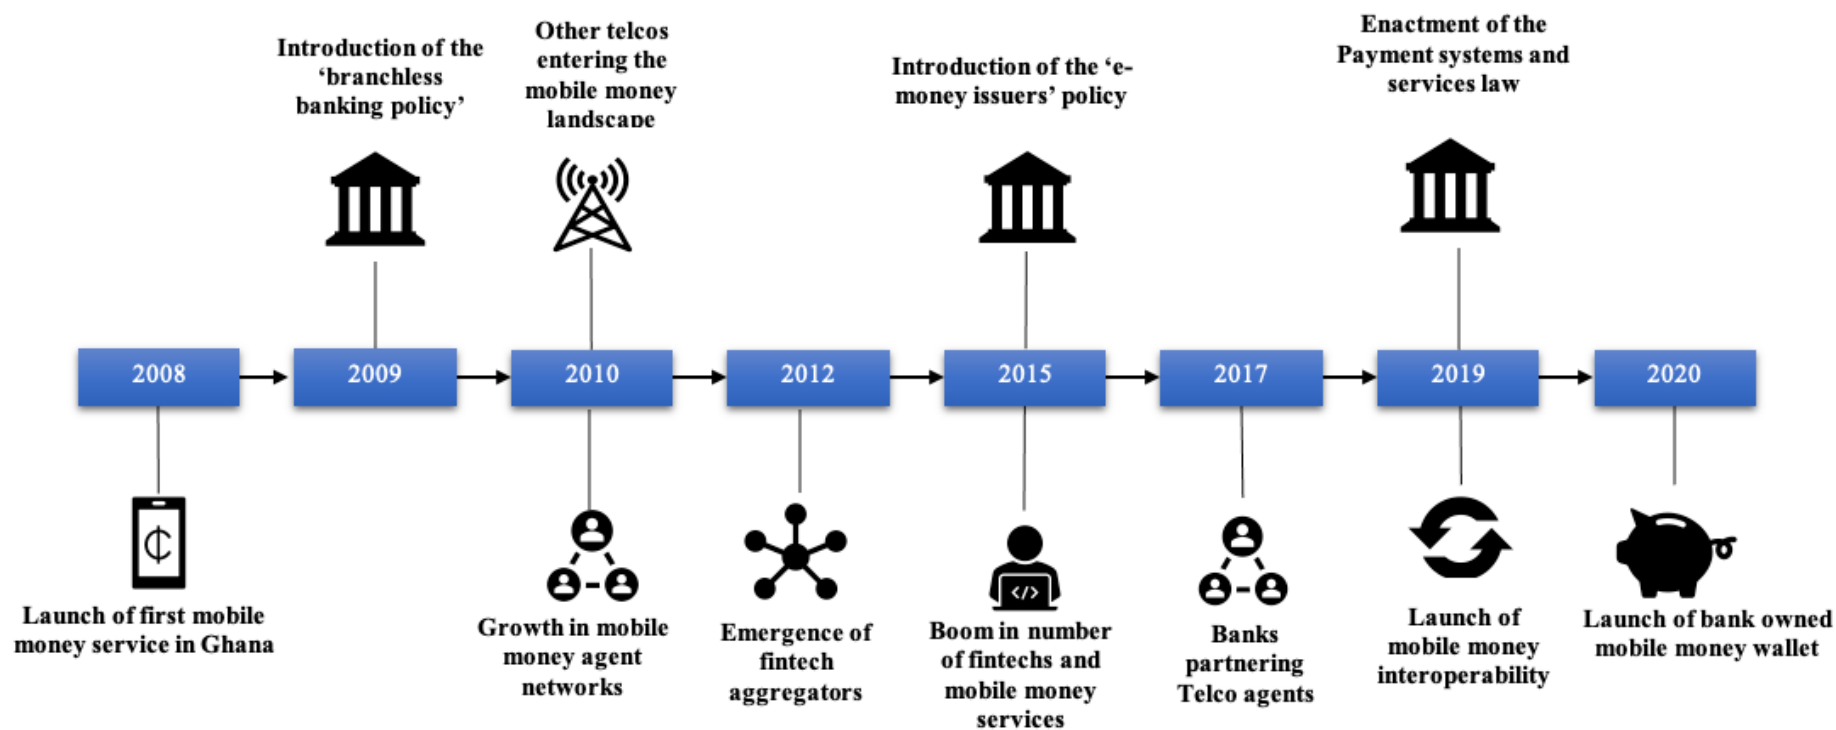 Introduction of the
‘branchless
banking policy’
Other telcos
entering the
mobile money
landscape
Introduction of the ‘e-
money issuers’ policy
Enactment of the
Payment systems and
services law
2008
2009
2010
2012
2015
2017
2019
2020
₵
</>
Launch of first mobile
money service in Ghana
Growth in mobile
money agent
networks
Emergence of
fintech
aggregators
Boom in number
of fintechs and
mobile money
services
Banks
partnering
Telco agents
Launch of
mobile money
interoperability
Launch of bank owned
mobile money wallet